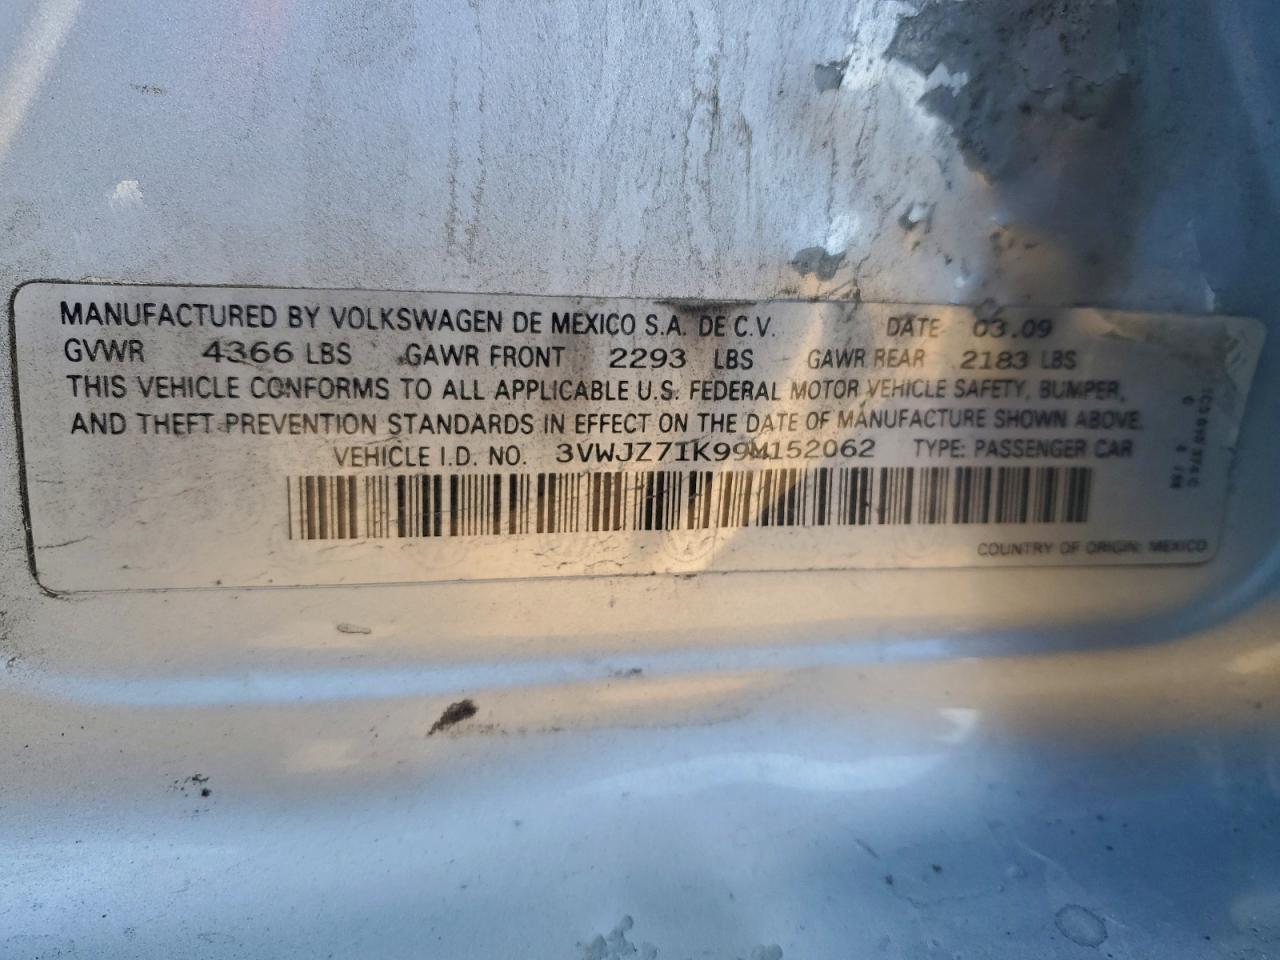 MANUFACTURED BY VOLKSWAGEN DE MEXICO S.A. DE C.V. DATE 03.09
GVWR 4366 LBS GAWR FRONT 2293 LBS GAWR REAR 2183 LBS
THIS VEHICLE CONFORMS TO ALL APPLICABLE U.S. FEDERAL MOTOR VEHICLE SAFETY, BUMPER,
AND THEFT PREVENTION STANDARDS IN EFFECT ON THE DATE OF MANUFACTURE SHOWN ABOVE.
VEHICLE I.D. NO. 3VWJZ71K99M152062 TYPE: PASSENGER CAR
COUNTRY OF ORIGIN: MEXICO